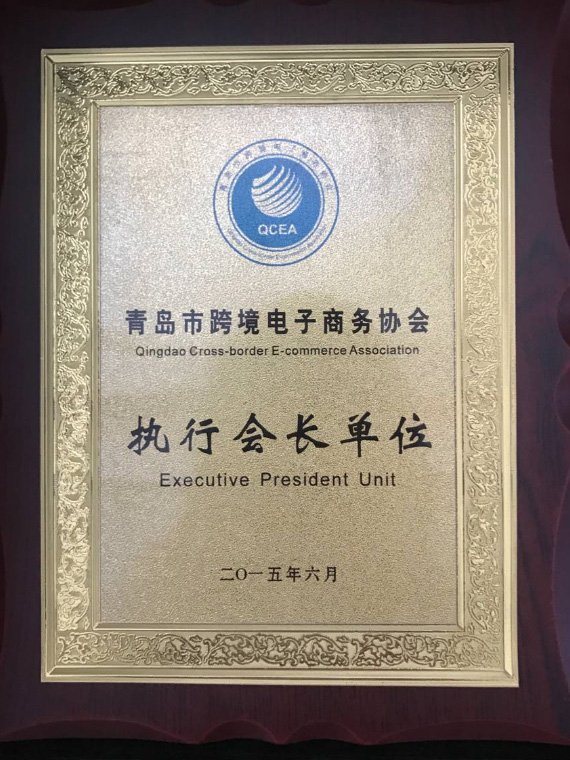 QCEA
青岛市跨境电子商务协会
Qingdao Cross-border E-commerce Association
执行会长单位
Executive President Unit
二〇一五年六月